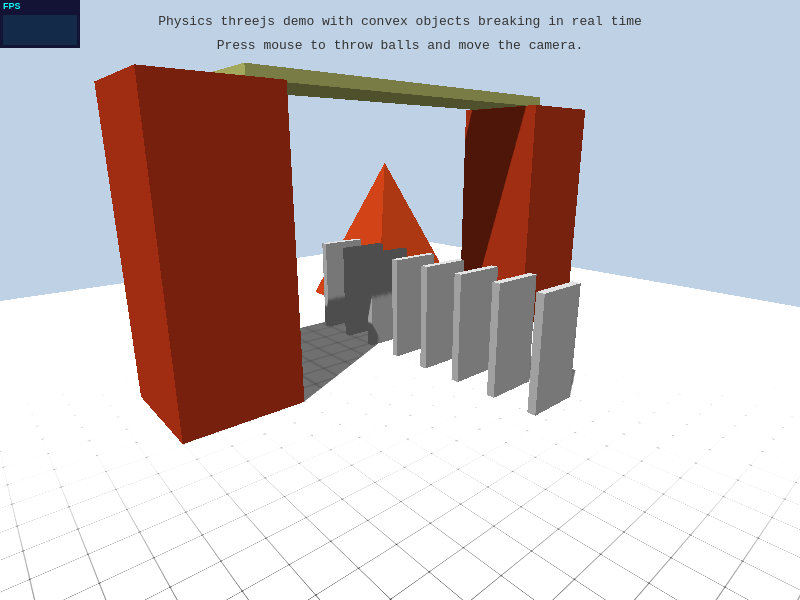 FPS
Physics threejs demo with convex objects breaking in real time
Press mouse to throw balls and move the camera.